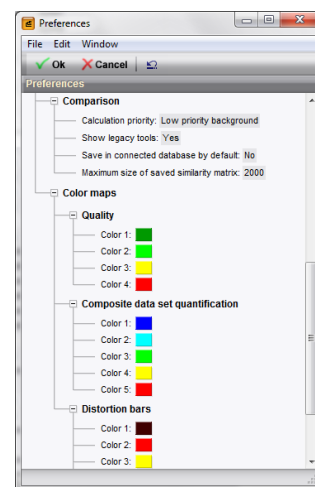 Preferences
File Edit Window
Ok Cancel
Preferences
Comparison
Calculation priority: Low priority background
Show legacy tools: Yes
Save in connected database by default: No
Maximum size of saved similarity matrix: 2000
Color maps
Quality
Color 1:
Color 2:
Color 3:
Color 4:
Composite data set quantification
Color 1:
Color 2:
Color 3:
Color 4:
Color 5:
Distortion bars
Color 1:
Color 2:
Color 3: